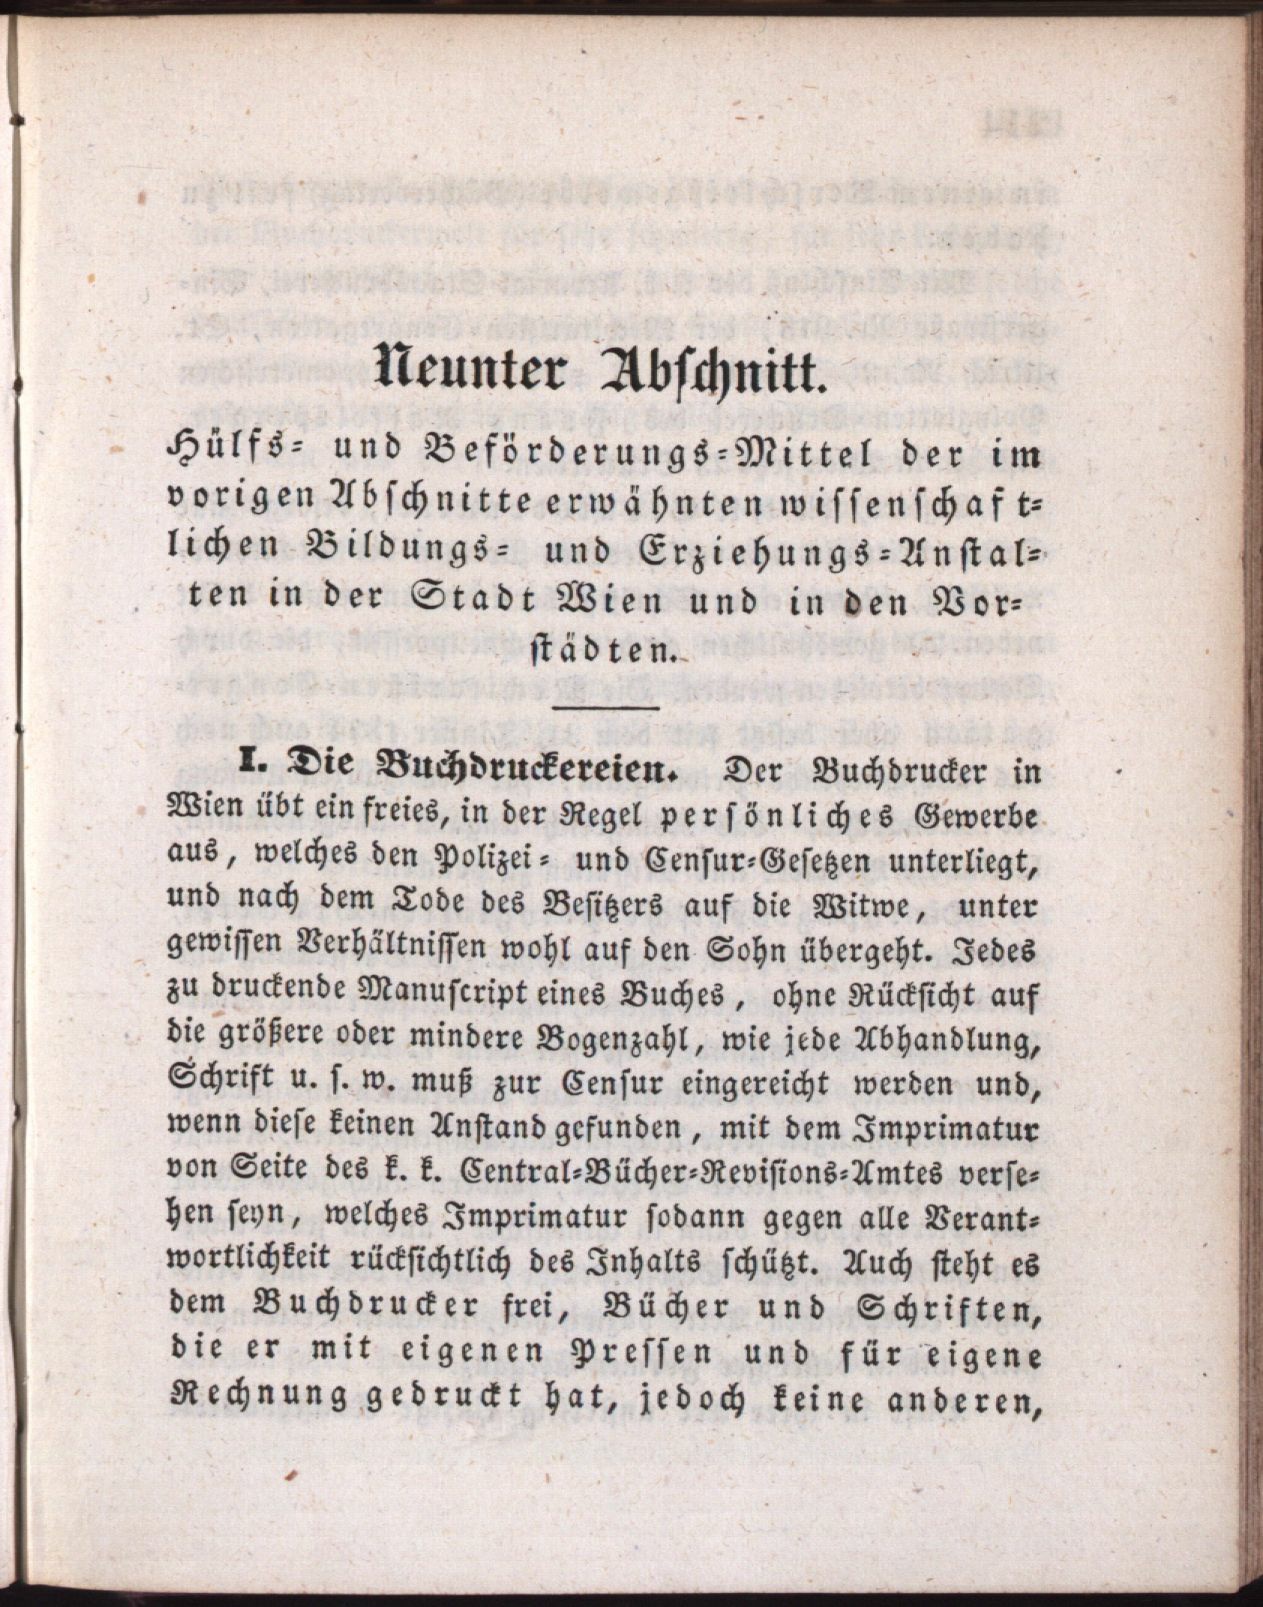 Neunter Abschnitt.
Hülfs- und Beförderungs-Mittel der im
vorigen Abschnitte erwähnten wissenschaft-
lichen Bildungs- und Erziehungs-Anstal-
ten in der Stadt Wien und in den Vor-
städten.
I. Die Buchdruckereien. Der Buchdrucker in
Wien übt ein freies, in der Regel persönliches Gewerbe
aus, welches den Polizei- und Censur-Gesetzen unterliegt,
und nach dem Tode des Besitzers auf die Witwe, unter
gewissen Verhältnissen wohl auf den Sohn übergeht. Jedes
zu druckende Manuscript eines Buches, ohne Rücksicht auf
die größere oder mindere Bogenzahl, wie jede Abhandlung,
Schrift u. s. w. muß zur Censur eingereicht werden und,
wenn diese keinen Anstand gefunden, mit dem Imprimatur
von Seite des k. k. Central-Bücher-Revisions-Amtes verse-
hen seyn, welches Imprimatur sodann gegen alle Verant-
wortlichkeit rücksichtlich des Inhalts schützt. Auch steht es
dem Buchdrucker frei, Bücher und Schriften,
die er mit eigenen Pressen und für eigene
Rechnung gedruckt hat, jedoch keine anderen,